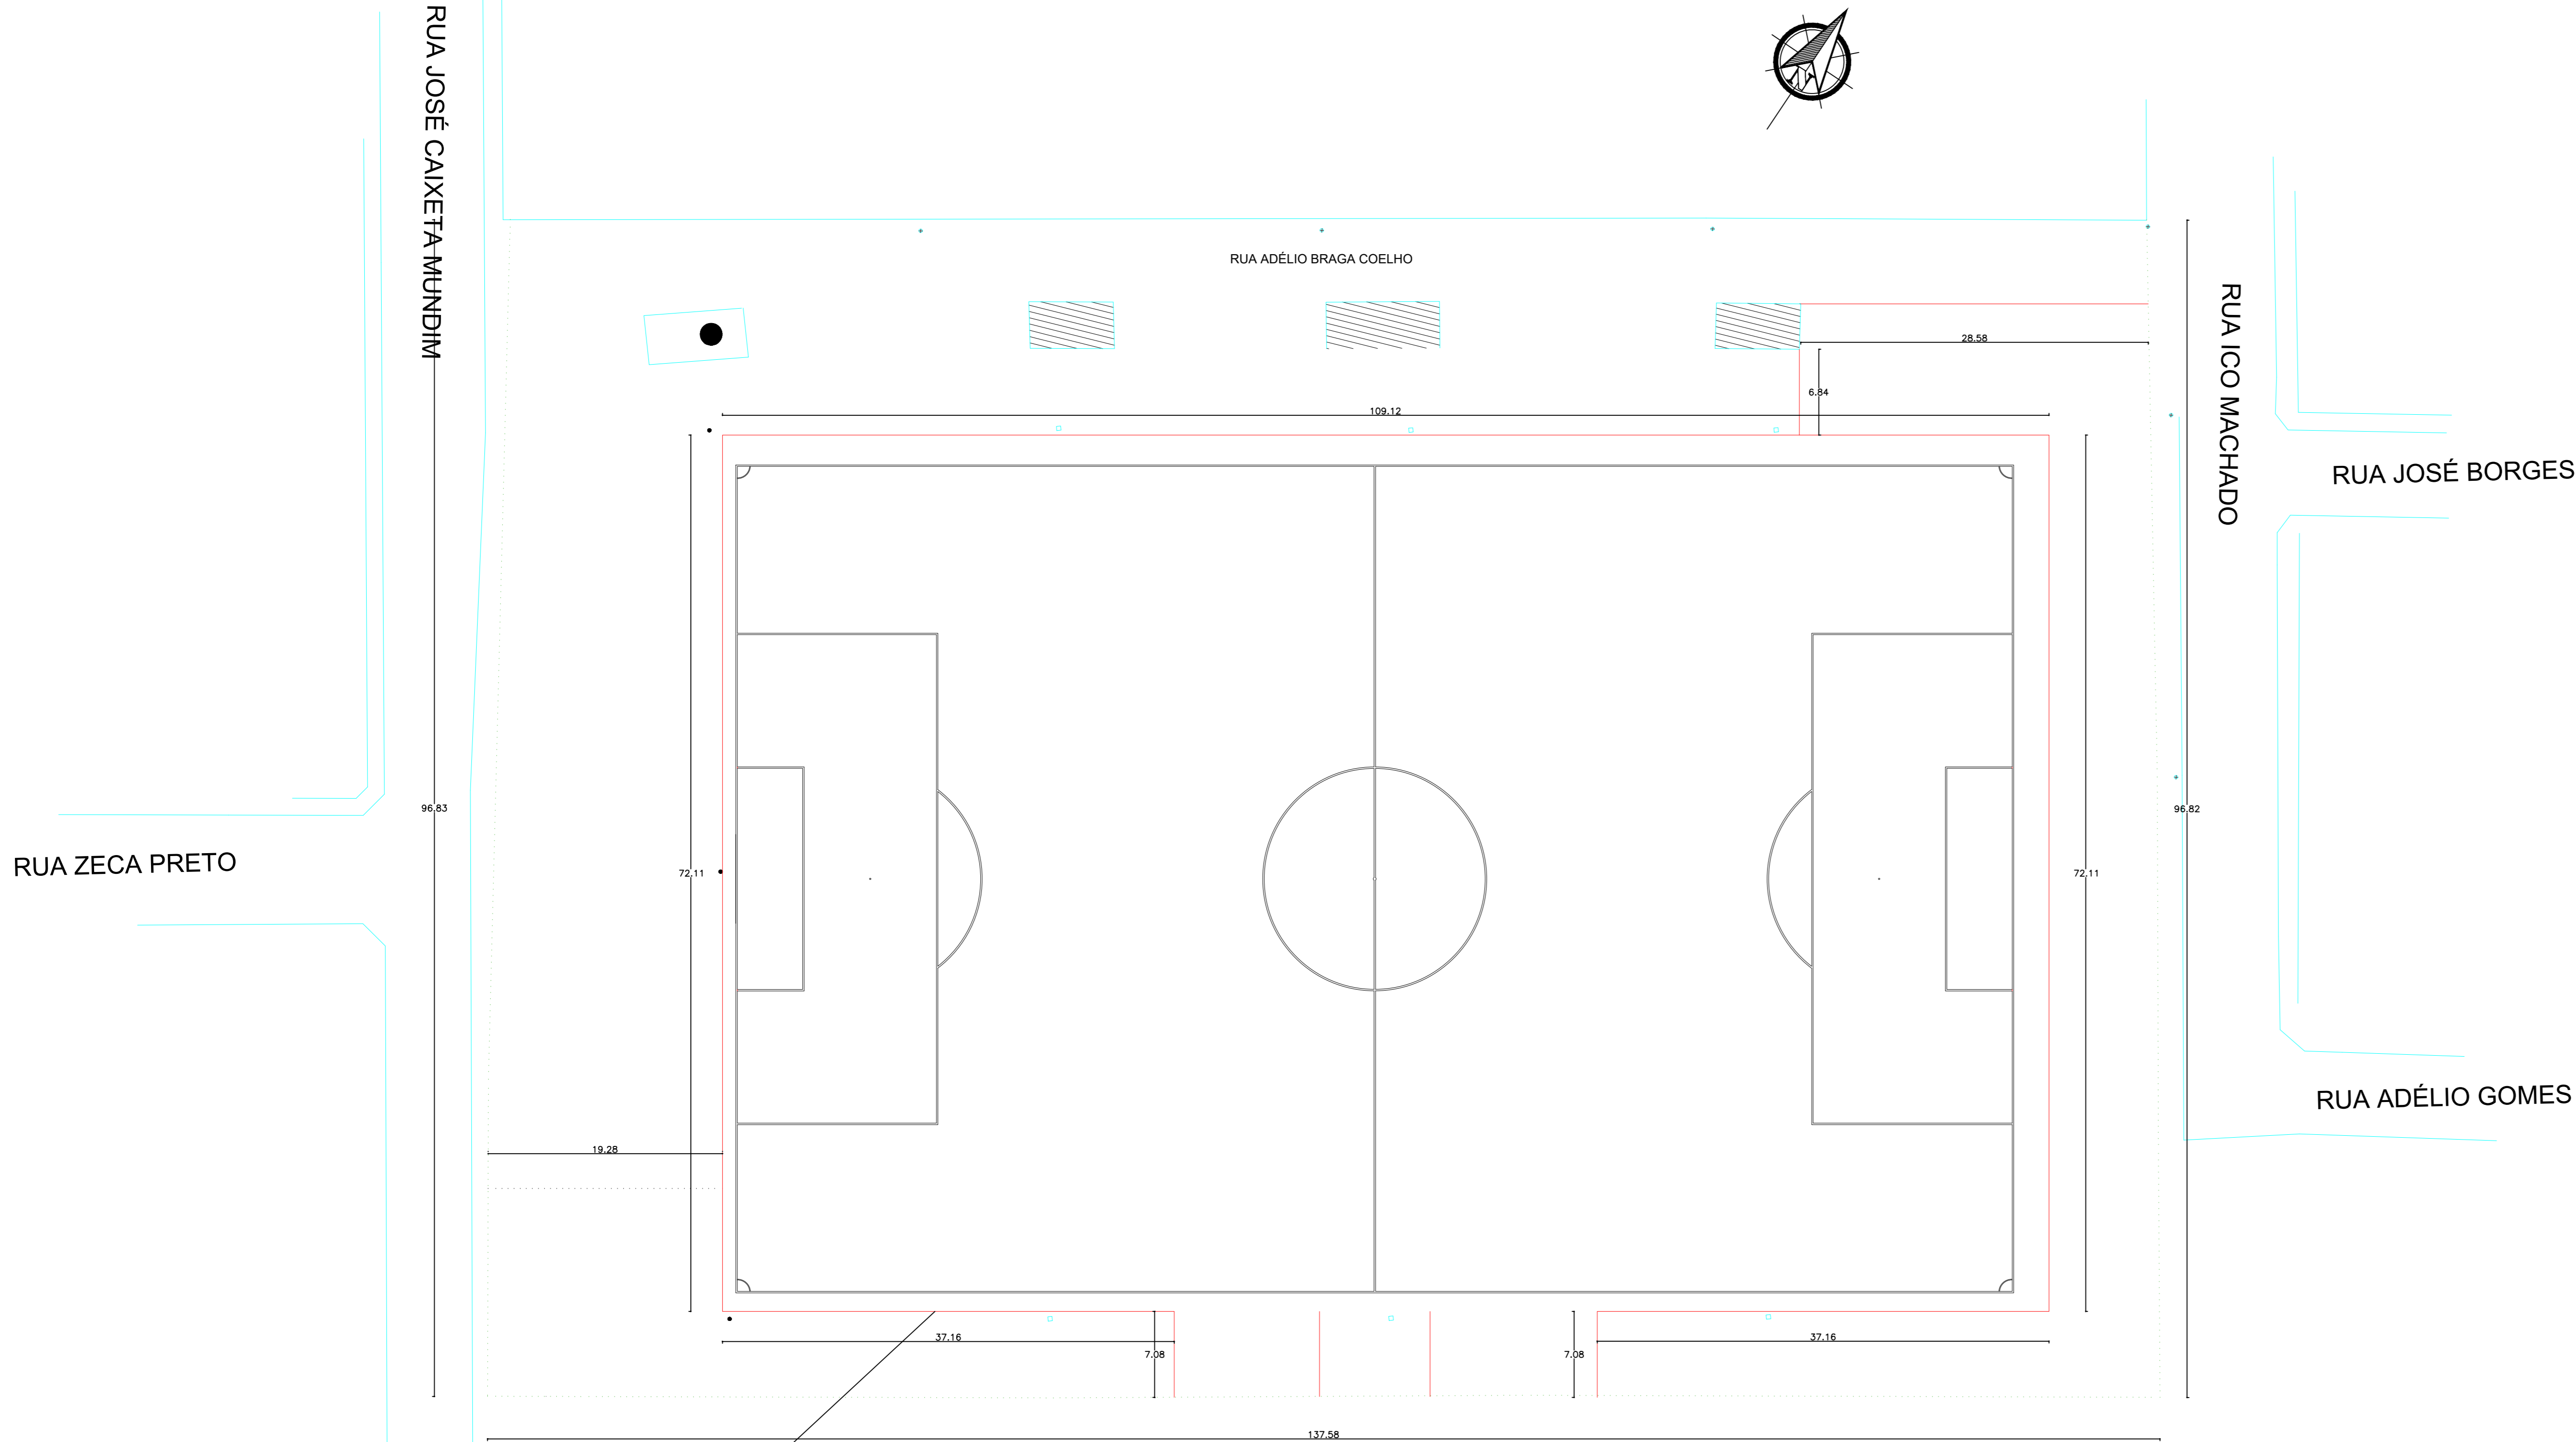 RUA JOSÉ CAIXETA MUNDIM
N
RUA ADÉLIO BRAGA COELHO
RUA ICO MACHADO
28.58
6.84
109.12
RUA JOSÉ BORGES
96.83
96.82
RUA ZECA PRETO
72.11
72.11
RUA ADÉLIO GOMES
19.28
37.16
37.16
7.08
7.08
137.58